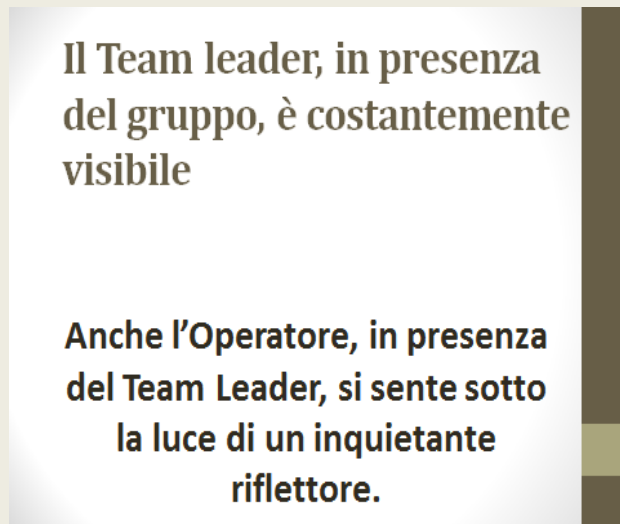 Il Team leader, in presenza
del gruppo, è costantemente
visibile
Anche l’Operatore, in presenza
del Team Leader, si sente sotto
la luce di un inquietante
riflettore.